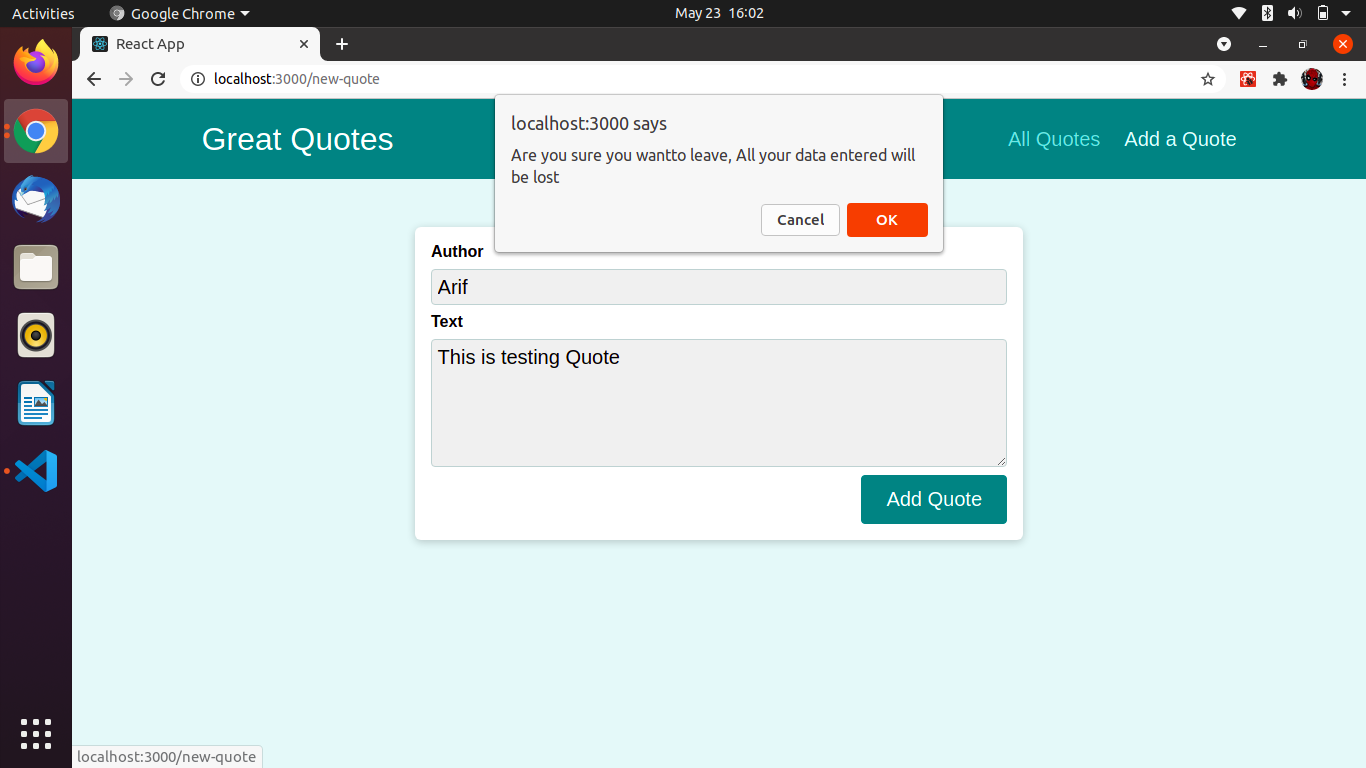 Activities Google Chrome May 23 16:02
React App
localhost:3000/new-quote
Great Quotes All Quotes Add a Quote
localhost:3000 says
Are you sure you wantto leave, All your data entered will
be lost
Cancel OK
Author
Arif
Text
This is testing Quote
Add Quote
localhost:3000/new-quote